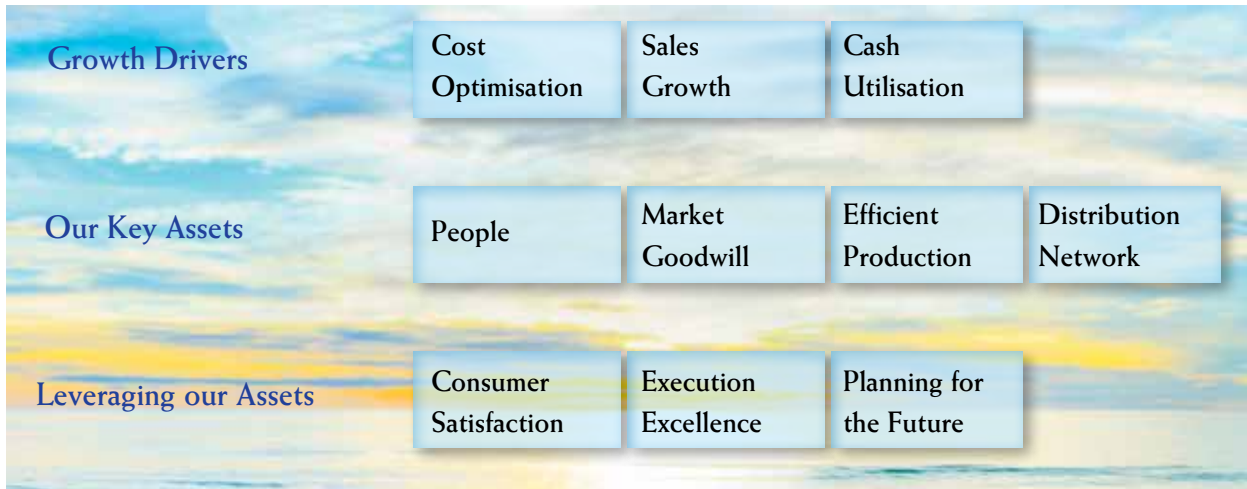 Growth Drivers
Cost
Optimisation
Sales
Growth
Cash
Utilisation
Our Key Assets
People
Market
Goodwill
Efficient
Production
Distribution
Network
Leveraging our Assets
Consumer
Satisfaction
Execution
Excellence
Planning for
the Future